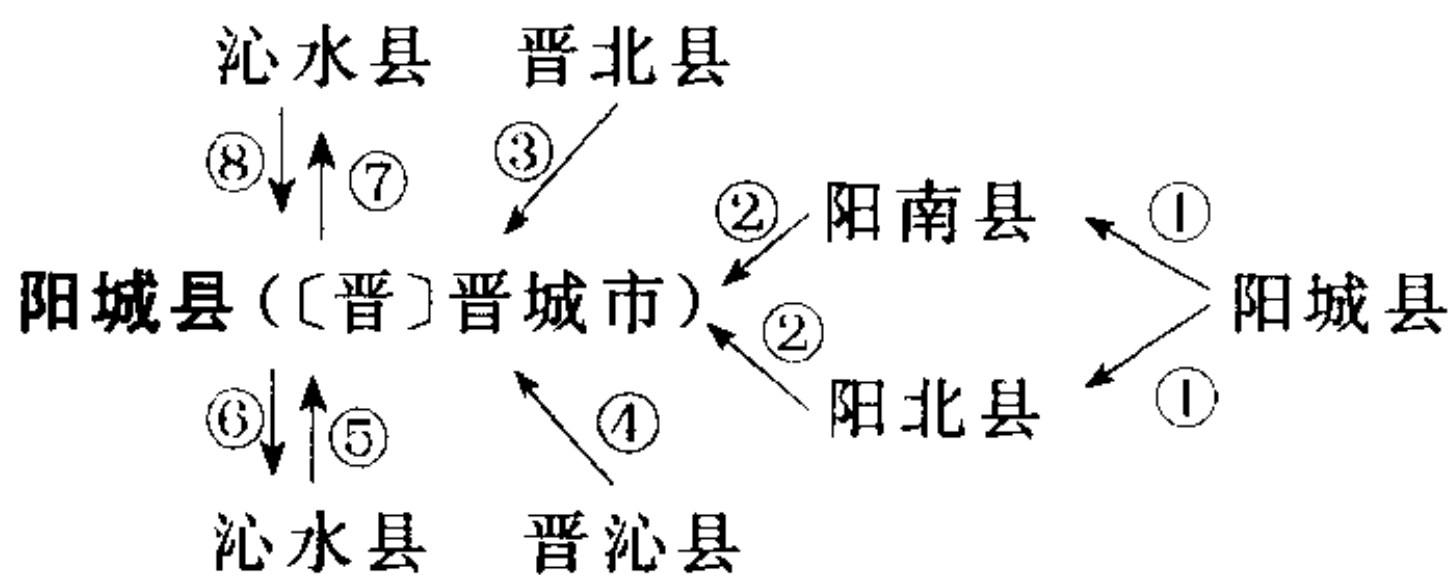 沁水县 晋北县
⑧ ⑦ ③
② 阳南县 ①
阳城县(〔晋〕晋城市) 阳城县
② 阳北县 ①
⑥ ⑤ ④
沁水县 晋沁县